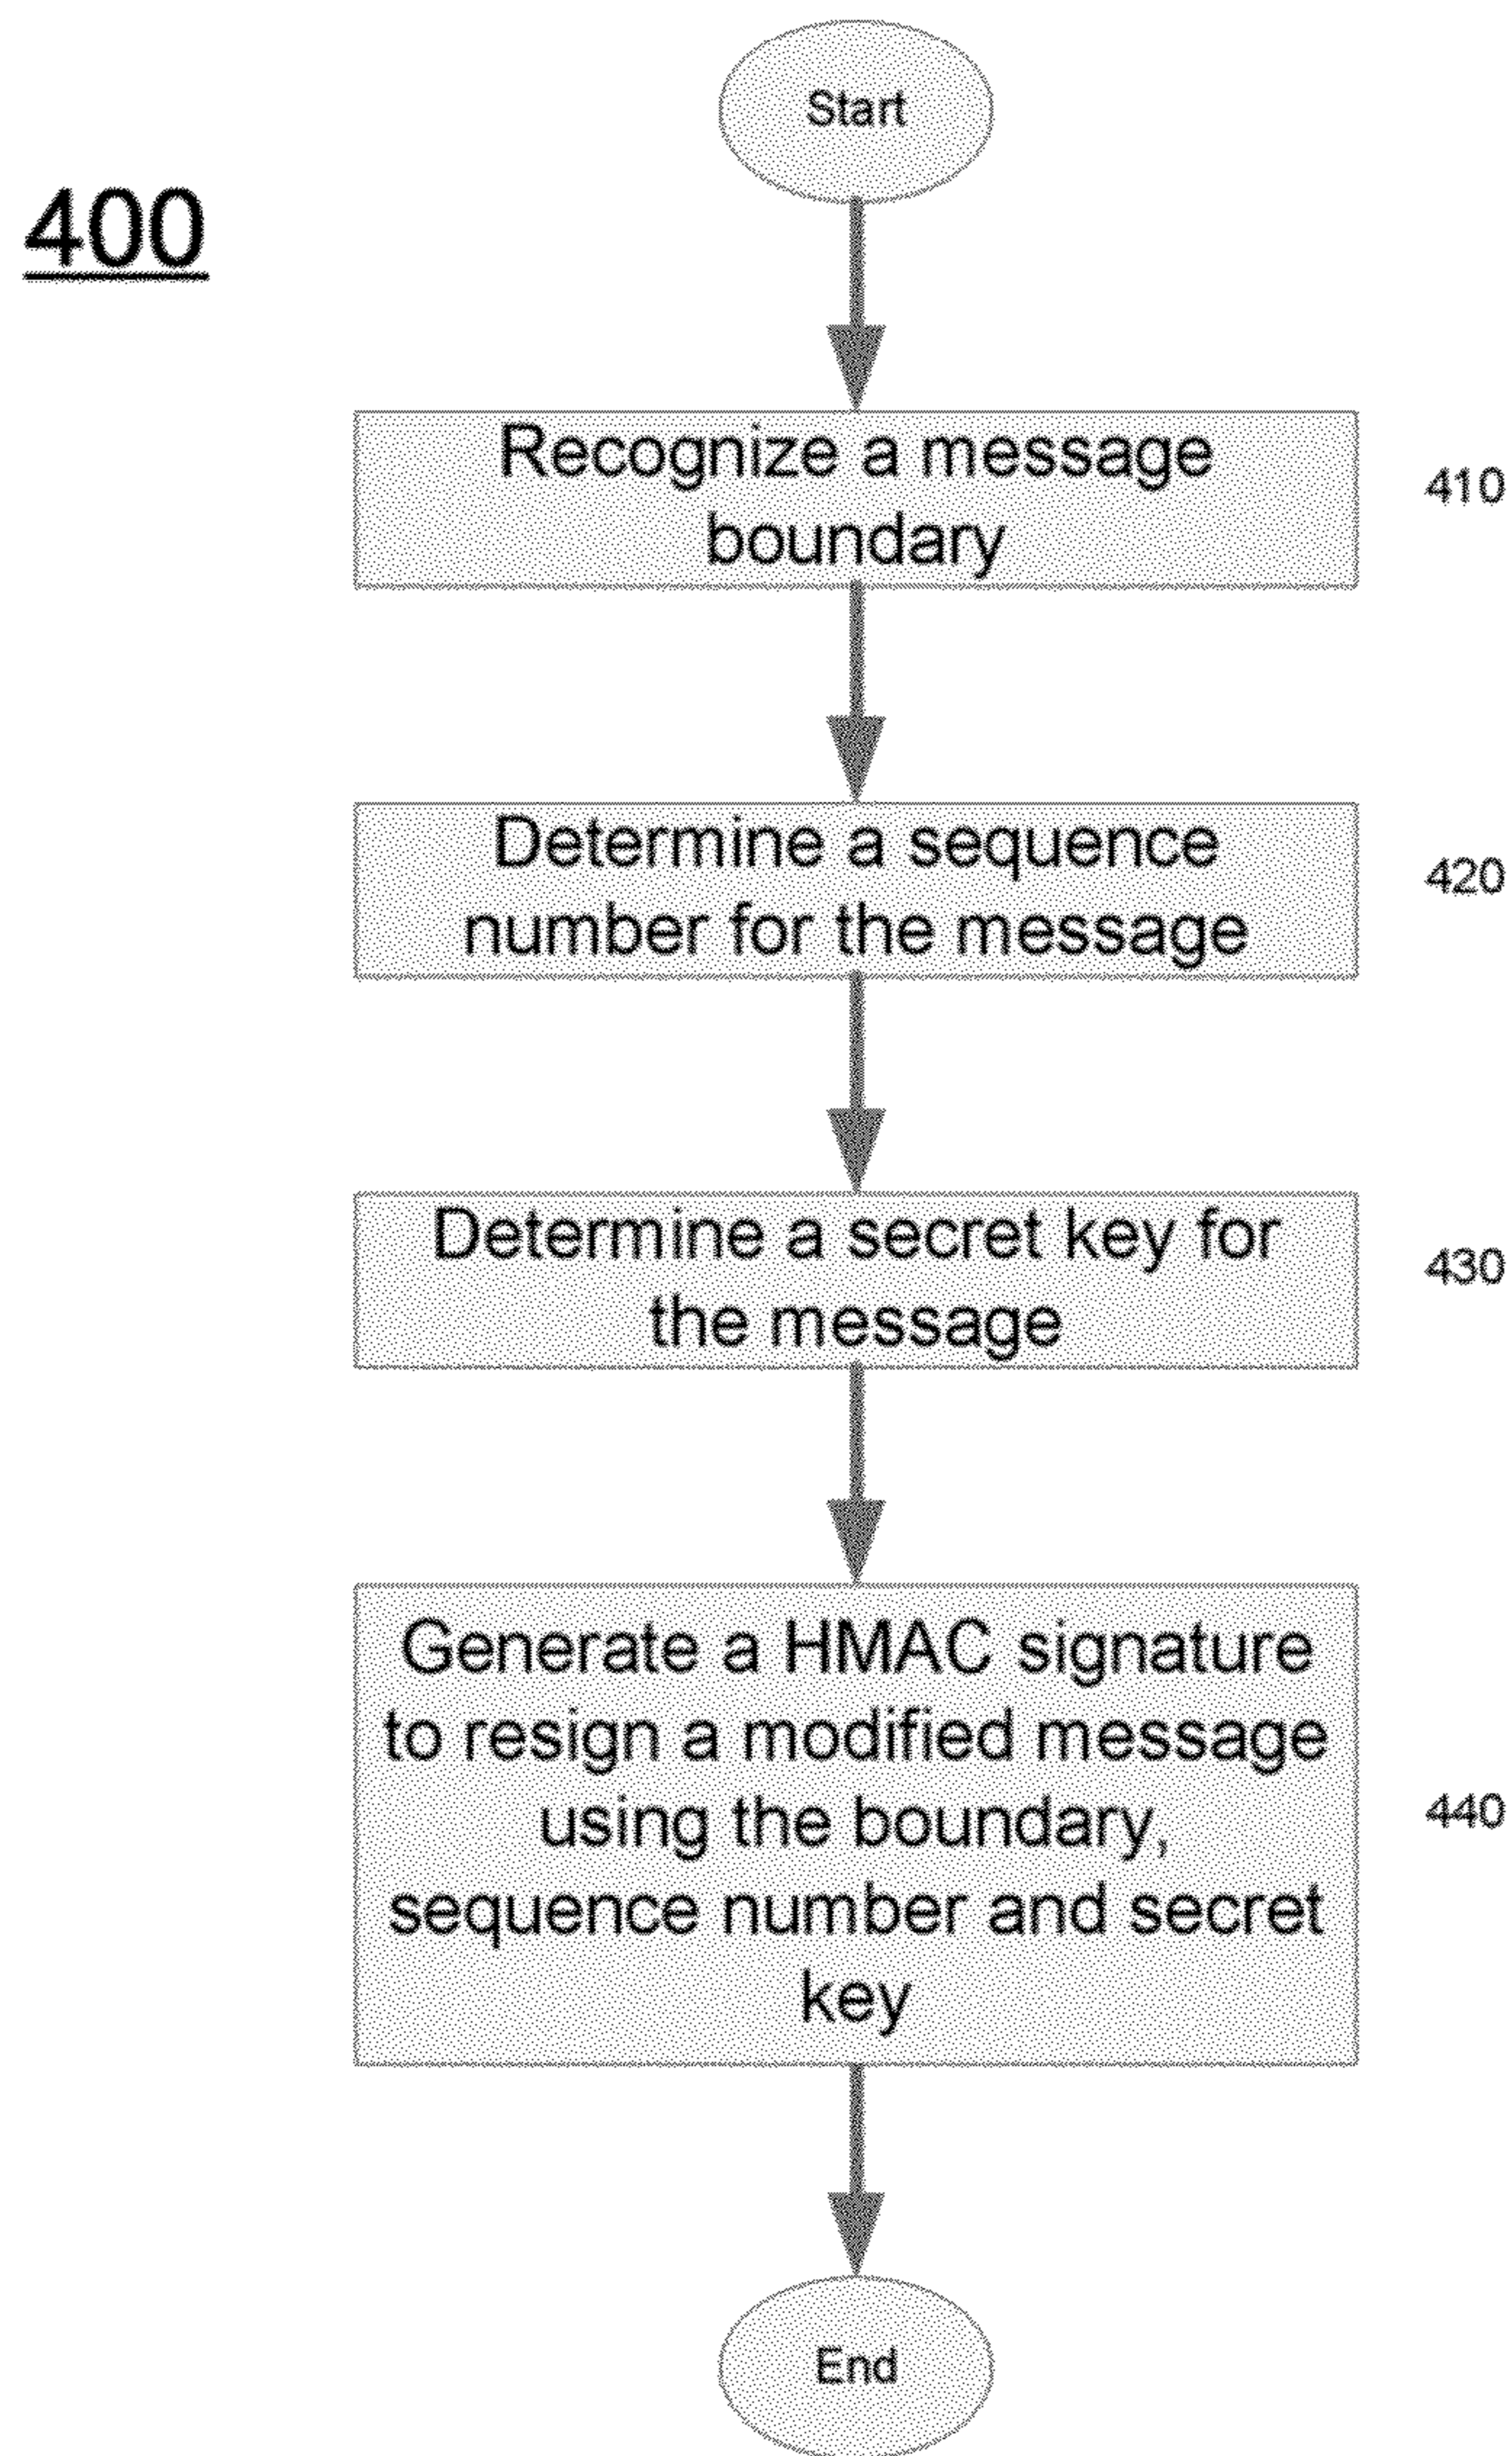 Start
400
Recognize a message
boundary
410
Determine a sequence
number for the message
420
Determine a secret key for
the message
430
Generate a HMAC signature
to resign a modified message
using the boundary,
sequence number and secret
key
440
End